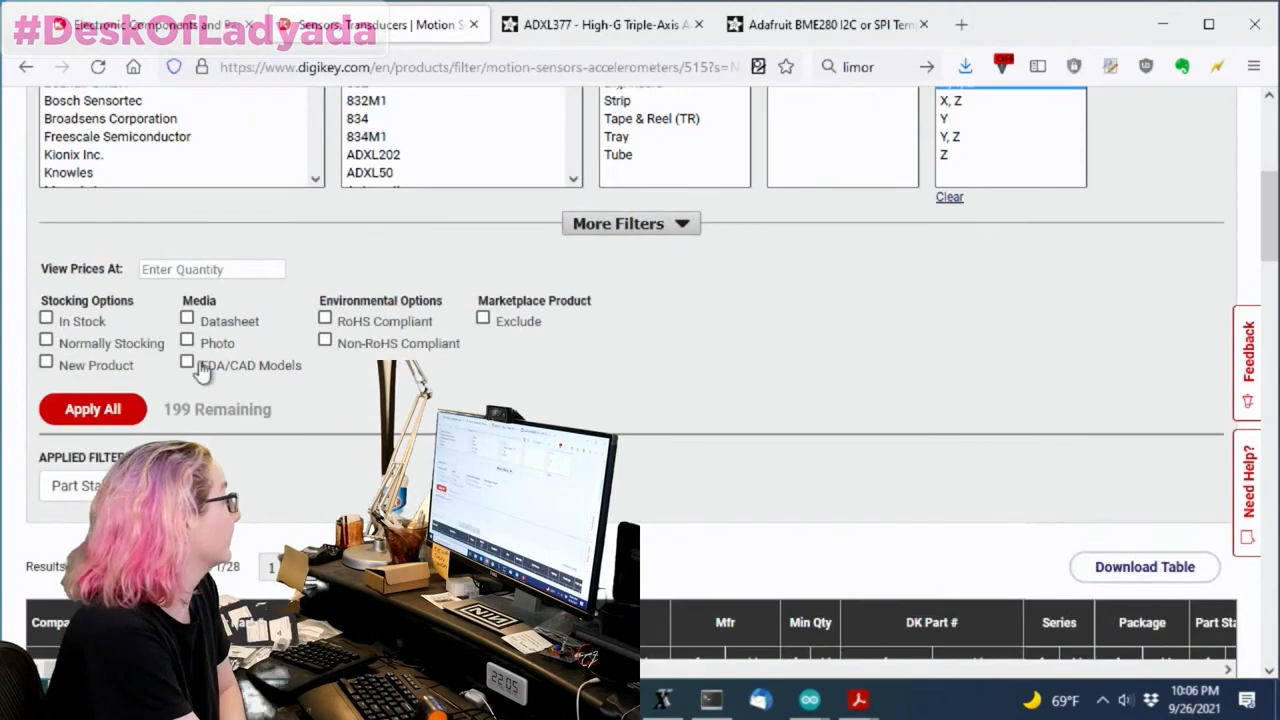 #DeskOfLadyada
Electronic Components and Pa
Sensors, Transducers | Motion S
ADXL377 - High-G Triple-Axis A
Adafruit BME280 I2C or SPI Tem
https://www.digikey.com/en/products/filter/motion-sensors-accelerometers/515?s=N
limor
Bosch Sensortec
Broadsens Corporation
Freescale Semiconductor
Kionix Inc.
Knowles
832M1
834
834M1
ADXL202
ADXL50
Strip
Tape & Reel (TR)
Tray
Tube
X, Z
Y
Y, Z
Z
Clear
More Filters
View Prices At:
Enter Quantity
Stocking Options
Media
Environmental Options
Marketplace Product
In Stock
Datasheet
RoHS Compliant
Exclude
Normally Stocking
Photo
Non-RoHS Compliant
New Product
EDA/CAD Models
Apply All
199 Remaining
APPLIED FILTER
Part Sta
Feedback
Need Help?
Results
1/28
1
Download Table
Compa
Mfr
Min Qty
DK Part #
Series
Package
Part Sta
22:05
69°F
10:06 PM
9/26/2021